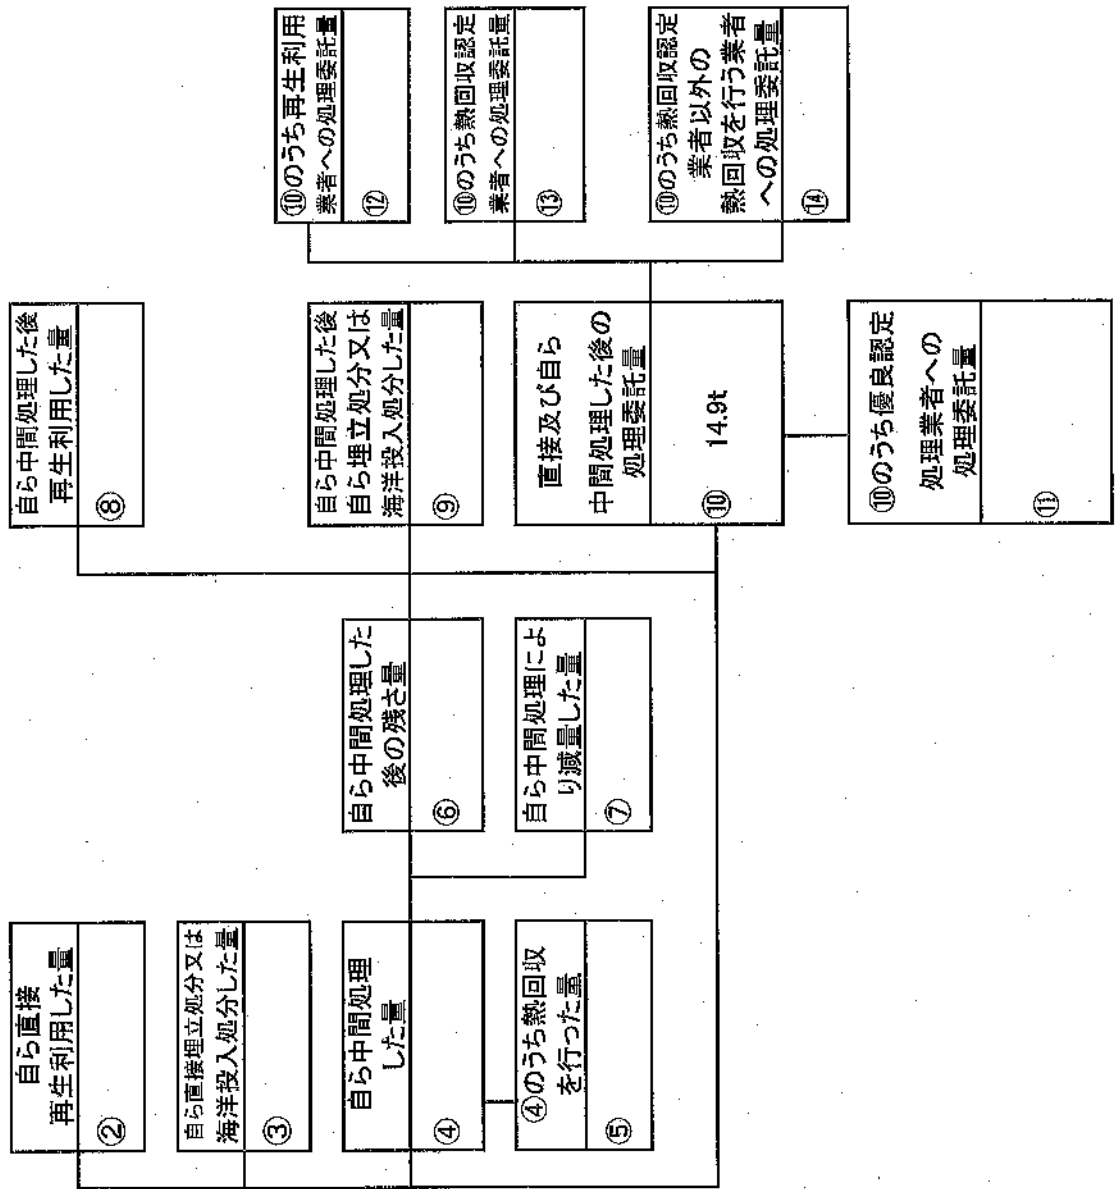 自ら直接
再生利用した量
②
自ら直接埋立処分又は
海洋投入処分した量
③
自ら中間処理
した量
④
④のうち熱回収
を行った量
⑤
自ら中間処理した
後の残さ量
⑥
自ら中間処理によ
り減量した量
⑦
自ら中間処理した後
再生利用した量
⑧
自ら中間処理した後
自ら埋立処分又は
海洋投入処分した量
⑨
直接及び自ら
中間処理した後の
処理委託量
⑩ 14.9t
⑩のうち優良認定
処理業者への
処理委託量
⑪
⑩のうち再生利用
業者への処理委託量
⑫
⑩のうち熱回収認定
業者への処理委託量
⑬
⑩のうち熱回収認定
業者以外の
熱回収を行う業者
への処理委託量
⑭